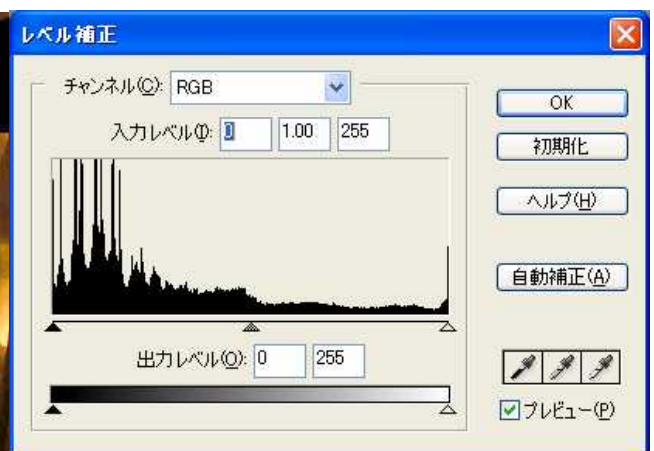 レベル補正
チャンネル(C): RGB
入力レベル(I): 0 1.00 255
出力レベル(O): 0 255
OK
初期化
ヘルプ(H)
自動補正(A)
プレビュー(P)